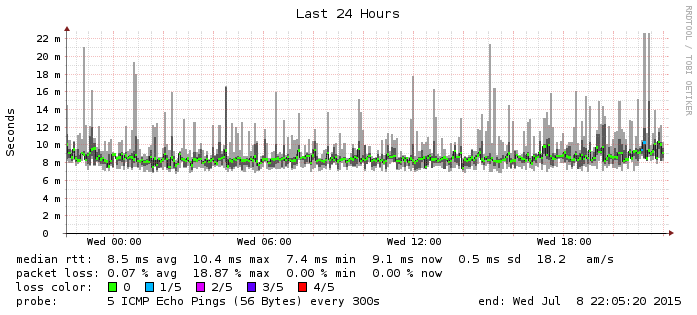 Last 24 Hours
RRDTOOL / TOBI OETIKER
Seconds
22 m
20 m
18 m
16 m
14 m
12 m
10 m
8 m
6 m
4 m
2 m
0
Wed 00:00 Wed 06:00 Wed 12:00 Wed 18:00
median rtt: 8.5 ms avg 10.4 ms max 7.4 ms min 9.1 ms now 0.5 ms sd 18.2 am/s
packet loss: 0.07 % avg 18.87 % max 0.00 % min 0.00 % now
loss color: 0 1/5 2/5 3/5 4/5
probe: 5 ICMP Echo Pings (56 Bytes) every 300s end: Wed Jul 8 22:05:20 2015